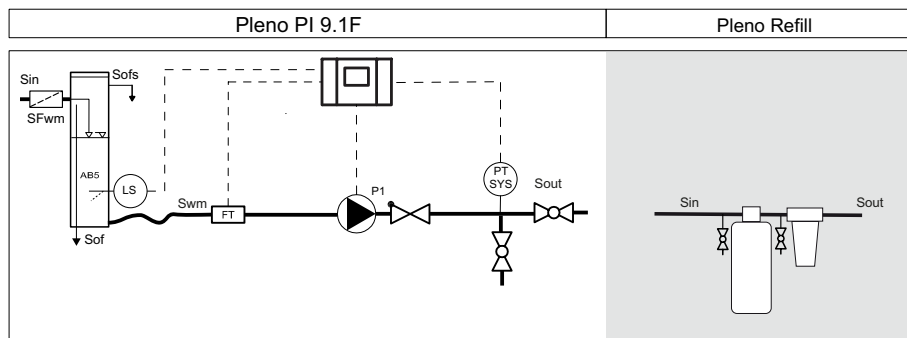 Pleno PI 9.1F
Pleno Refill
Sin
Sofs
SFwm
AB5
LS
Swm
FT
Sof
P1
PT
SYS
Sout
Sin
Sout